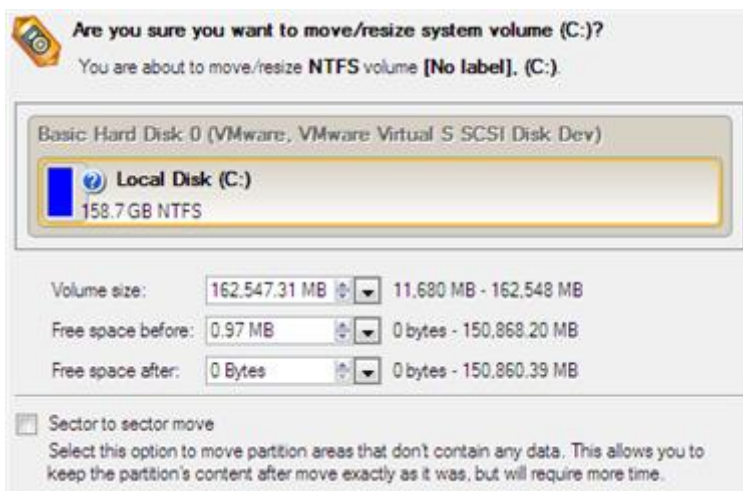 Are you sure you want to move/resize system volume (C:)?
You are about to move/resize NTFS volume [No label], (C:).
Basic Hard Disk 0 (VMware, VMware Virtual S SCSI Disk Dev)
Local Disk (C:)
158.7 GB NTFS
Volume size: 162,547.31 MB 11,680 MB - 162,548 MB
Free space before: 0.97 MB 0 bytes - 150,868.20 MB
Free space after: 0 Bytes 0 bytes - 150,860.39 MB
Sector to sector move
Select this option to move partition areas that don't contain any data. This allows you to
keep the partition's content after move exactly as it was, but will require more time.